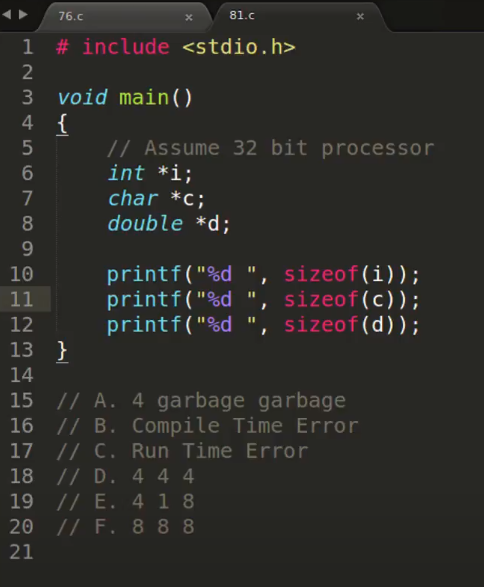 76.c × 81.c ×
1 # include <stdio.h>
2
3 void main()
4 {
5 // Assume 32 bit processor
6 int *i;
7 char *c;
8 double *d;
9
10 printf("%d ", sizeof(i));
11 printf("%d ", sizeof(c));
12 printf("%d ", sizeof(d));
13 }
14
15 // A. 4 garbage garbage
16 // B. Compile Time Error
17 // C. Run Time Error
18 // D. 4 4 4
19 // E. 4 1 8
20 // F. 8 8 8
21